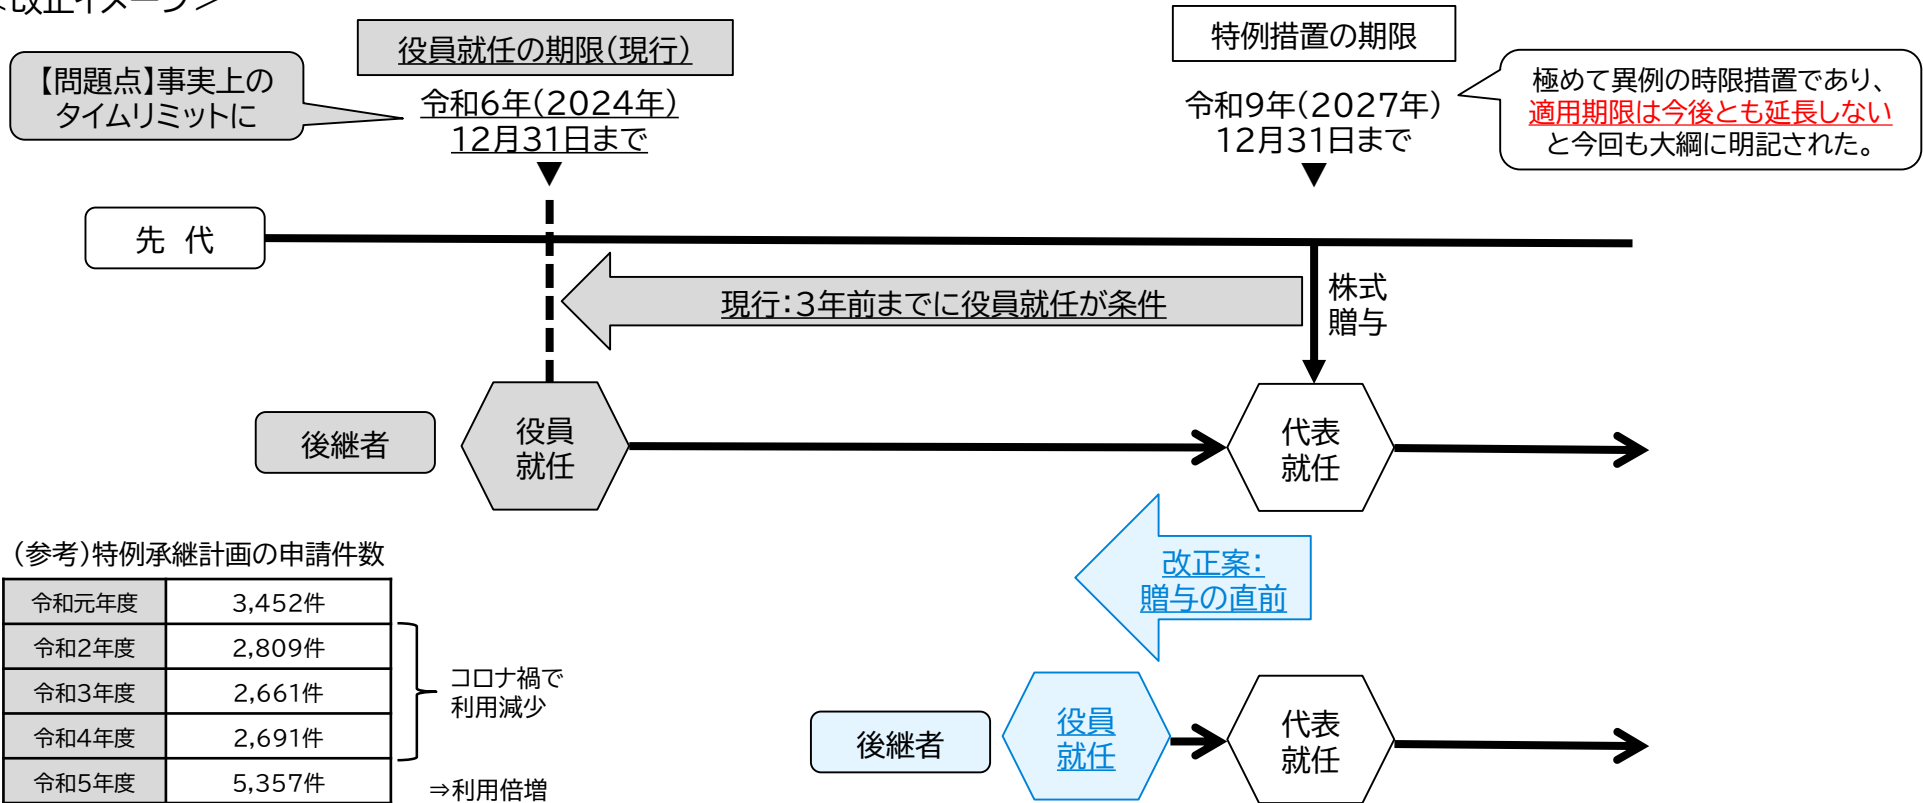 <改正イメージ>
役員就任の期限(現行)
特例措置の期限
【問題点】事実上の
タイムリミットに
令和6年(2024年)
12月31日まで
令和9年(2027年)
12月31日まで
極めて異例の時限措置であり、
適用期限は今後とも延長しない
と今回も大綱に明記された。
先 代
現行:3年前までに役員就任が条件
株式
贈与
後継者
役員
就任
代表
就任
改正案:
贈与の直前
後継者
役員
就任
代表
就任
(参考)特例承継計画の申請件数
令和元年度 3,452件
令和2年度 2,809件
令和3年度 2,661件
令和4年度 2,691件
令和5年度 5,357件
コロナ禍で
利用減少
⇒利用倍増